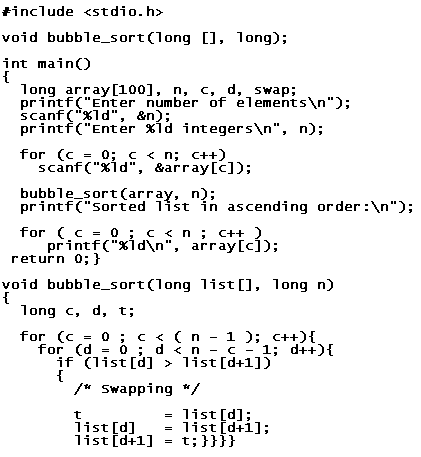 #include <stdio.h>
void bubble_sort(long [], long);
int main()
{
long array[100], n, c, d, swap;
printf("Enter number of elements\n");
scanf("%ld", &n);
printf("Enter %ld integers\n", n);
for (c = 0; c < n; c++)
scanf("%ld", &array[c]);
bubble_sort(array, n);
printf("Sorted list in ascending order:\n");
for ( c = 0 ; c < n ; c++ )
printf("%ld\n", array[c]);
return 0;}
void bubble_sort(long list[], long n)
{
long c, d, t;
for (c = 0 ; c < ( n - 1 ); c++){
for (d = 0 ; d < n - c - 1; d++){
if (list[d] > list[d+1])
{
/* Swapping */
t = list[d];
list[d] = list[d+1];
list[d+1] = t;}}}}